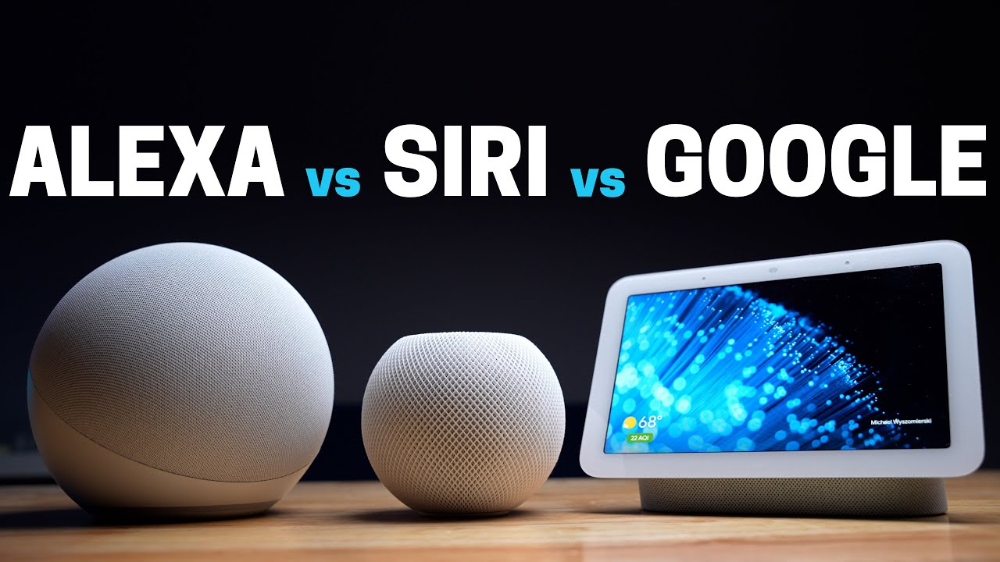 ALEXA vs SIRI vs GOOGLE
68°
22 AQI
Michael Wyszomierski